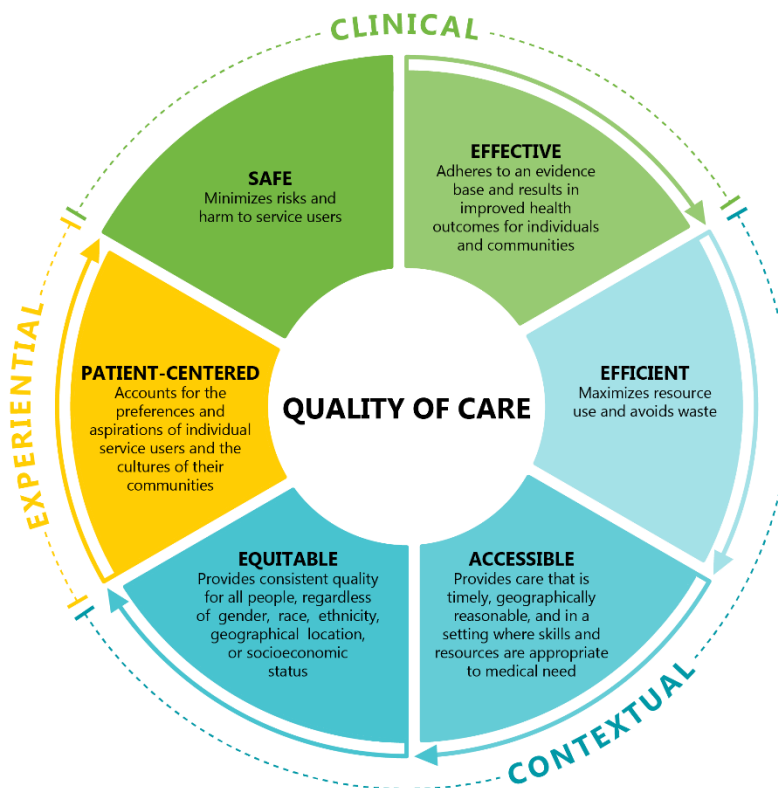 CLINICAL
SAFE
Minimizes risks and
harm to service users
EFFECTIVE
Adheres to an evidence
base and results in
improved health
outcomes for individuals
and communities
EXPERIENTIAL
PATIENT-CENTERED
Accounts for the
preferences and
aspirations of individual
service users and the
cultures of their
communities
QUALITY OF CARE
EFFICIENT
Maximizes resource
use and avoids waste
EQUITABLE
Provides consistent quality
for all people, regardless
of gender, race, ethnicity,
geographical location,
or socioeconomic
status
ACCESSIBLE
Provides care that is
timely, geographically
reasonable, and in a
setting where skills and
resources are appropriate
to medical need
CONTEXTUAL